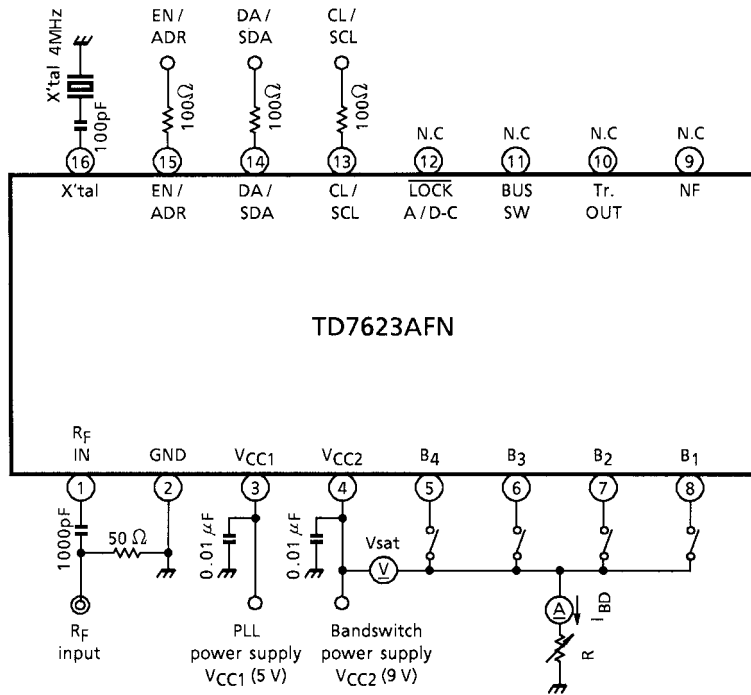 EN / DA / CL /
ADR SDA SCL
X'tal 4MHz
100pF
100Ω
100Ω
100Ω
N.C N.C N.C N.C
16 15 14 13 12 11 10 9
X'tal EN / DA / CL / LOCK BUS Tr. NF
ADR SDA SCL A / D-C SW OUT
TD7623AFN
RF
IN GND VCC1 VCC2 B4 B3 B2 B1
1 2 3 4 5 6 7 8
1000pF
50 Ω
0.01 µF
0.01 µF
Vsat
V
A
IBD
R
RF
input
PLL
power supply
VCC1 (5 V)
Bandswitch
power supply
VCC2 (9 V)